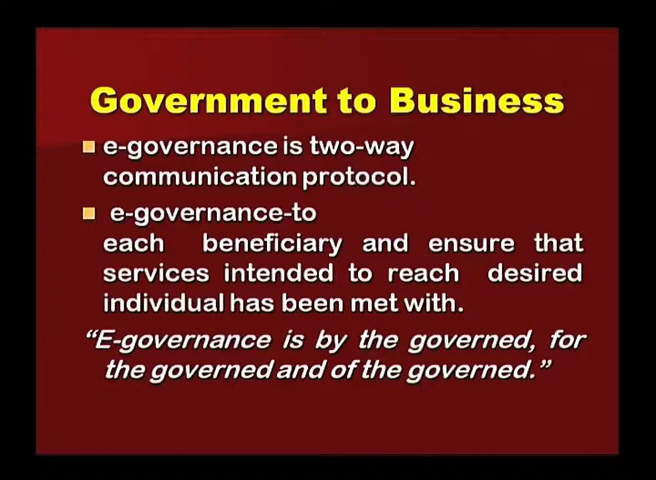 Government to Business
e-governance is two-way
communication protocol.
e-governance-to
each beneficiary and ensure that
services intended to reach desired
individual has been met with.
“E-governance is by the governed, for
the governed and of the governed.”